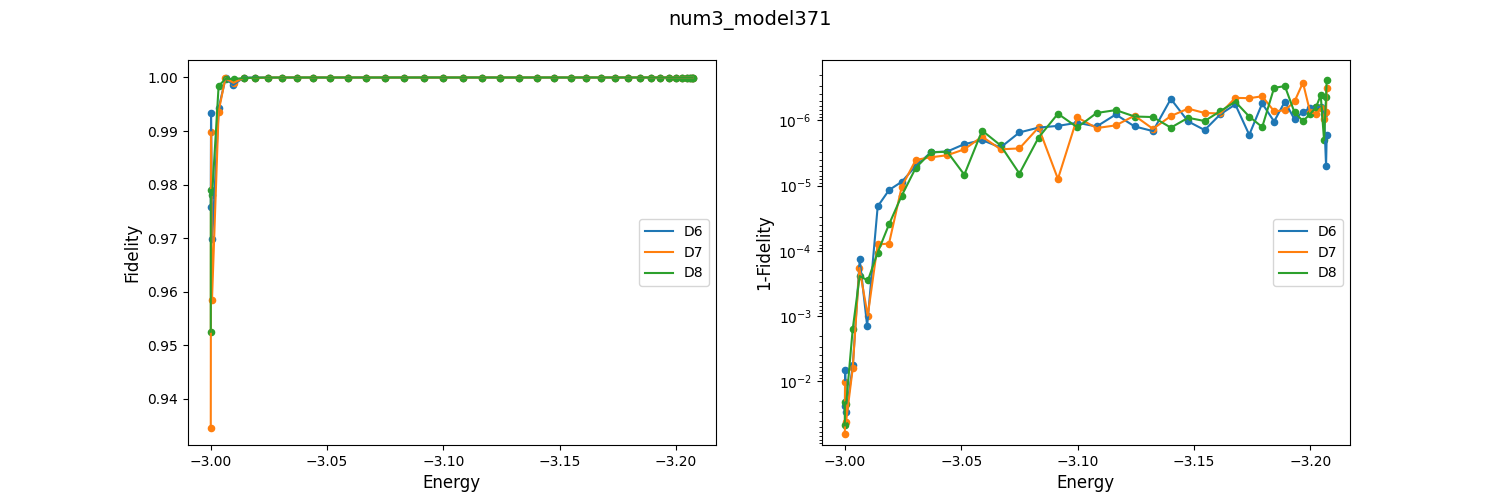 num3_model371
Fidelity
1.00
0.99
0.98
0.97
0.96
0.95
0.94
−3.00
−3.05
−3.10
−3.15
−3.20
Energy
D6
D7
D8
1-Fidelity
10⁻⁶
10⁻⁵
10⁻⁴
10⁻³
10⁻²
−3.00
−3.05
−3.10
−3.15
−3.20
Energy
D6
D7
D8